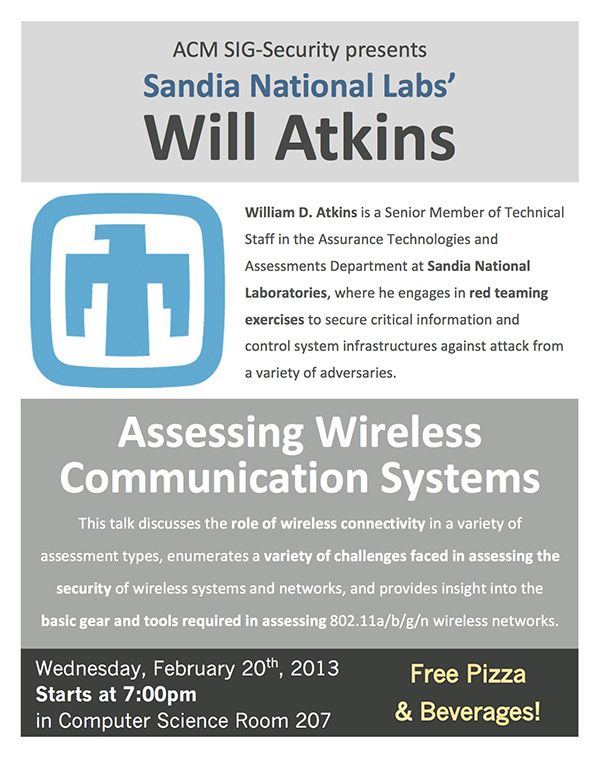 ACM SIG-Security presents
Sandia National Labs’
Will Atkins
William D. Atkins is a Senior Member of Technical
Staff in the Assurance Technologies and
Assessments Department at Sandia National
Laboratories, where he engages in red teaming
exercises to secure critical information and
control system infrastructures against attack from
a variety of adversaries.
Assessing Wireless
Communication Systems
This talk discusses the role of wireless connectivity in a variety of
assessment types, enumerates a variety of challenges faced in assessing the
security of wireless systems and networks, and provides insight into the
basic gear and tools required in assessing 802.11a/b/g/n wireless networks.
Wednesday, February 20th, 2013
Starts at 7:00pm
in Computer Science Room 207
Free Pizza
& Beverages!